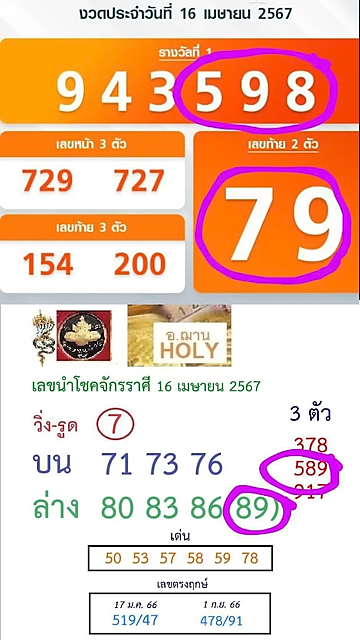 งวดประจำวันที่ 16 เมษายน 2567
รางวัลที่ 1
943598
เลขหน้า 3 ตัว
729 727
เลขท้าย 2 ตัว
79
เลขท้าย 3 ตัว
154 200
อ.ฌาน
HOLY
เลขนำโชคจักรราศี 16 เมษายน 2567
วิ่ง-รูด 7
3 ตัว
378
บน 71 73 76
589
917
ล่าง 80 83 86 89)
เด่น
50 53 57 58 59 78
เลขตรงฤกษ์
17 ม.ค. 66 1 ก.ย. 66
519/47 478/91